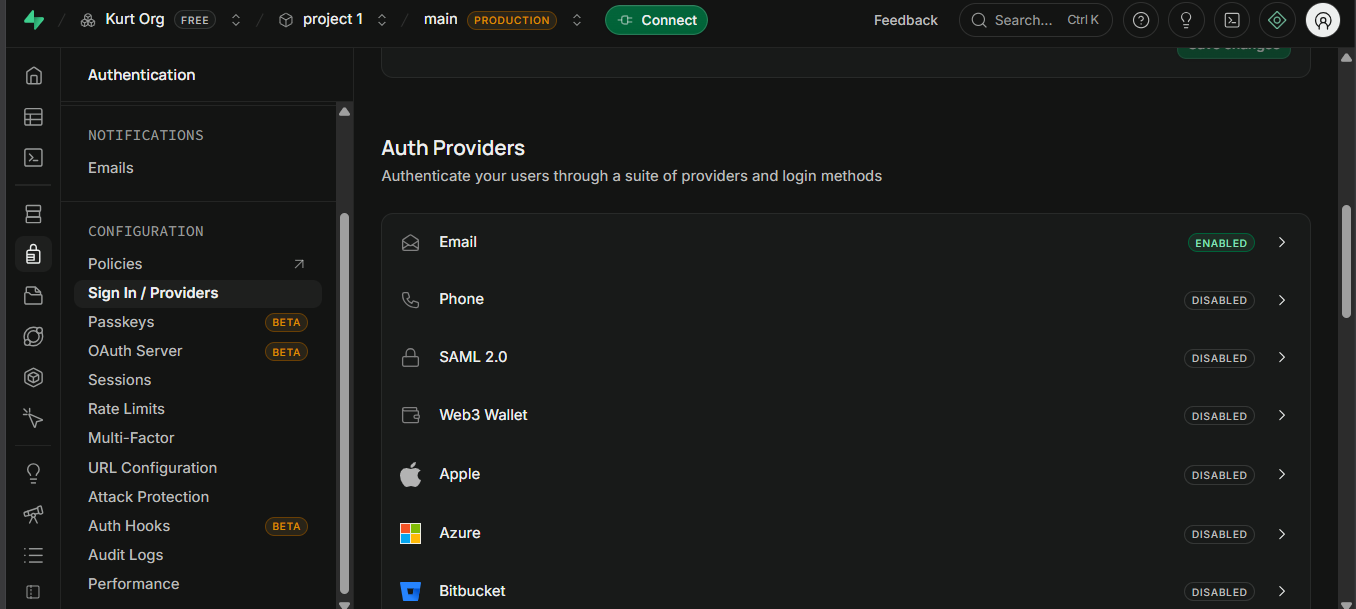 Kurt Org FREE project 1 main PRODUCTION Connect Feedback Search... Ctrl K
Authentication
NOTIFICATIONS
Emails
CONFIGURATION
Policies
Sign In / Providers
Passkeys BETA
OAuth Server BETA
Sessions
Rate Limits
Multi-Factor
URL Configuration
Attack Protection
Auth Hooks BETA
Audit Logs
Performance
Save changes
Auth Providers
Authenticate your users through a suite of providers and login methods
Email ENABLED
Phone DISABLED
SAML 2.0 DISABLED
Web3 Wallet DISABLED
Apple DISABLED
Azure DISABLED
Bitbucket DISABLED